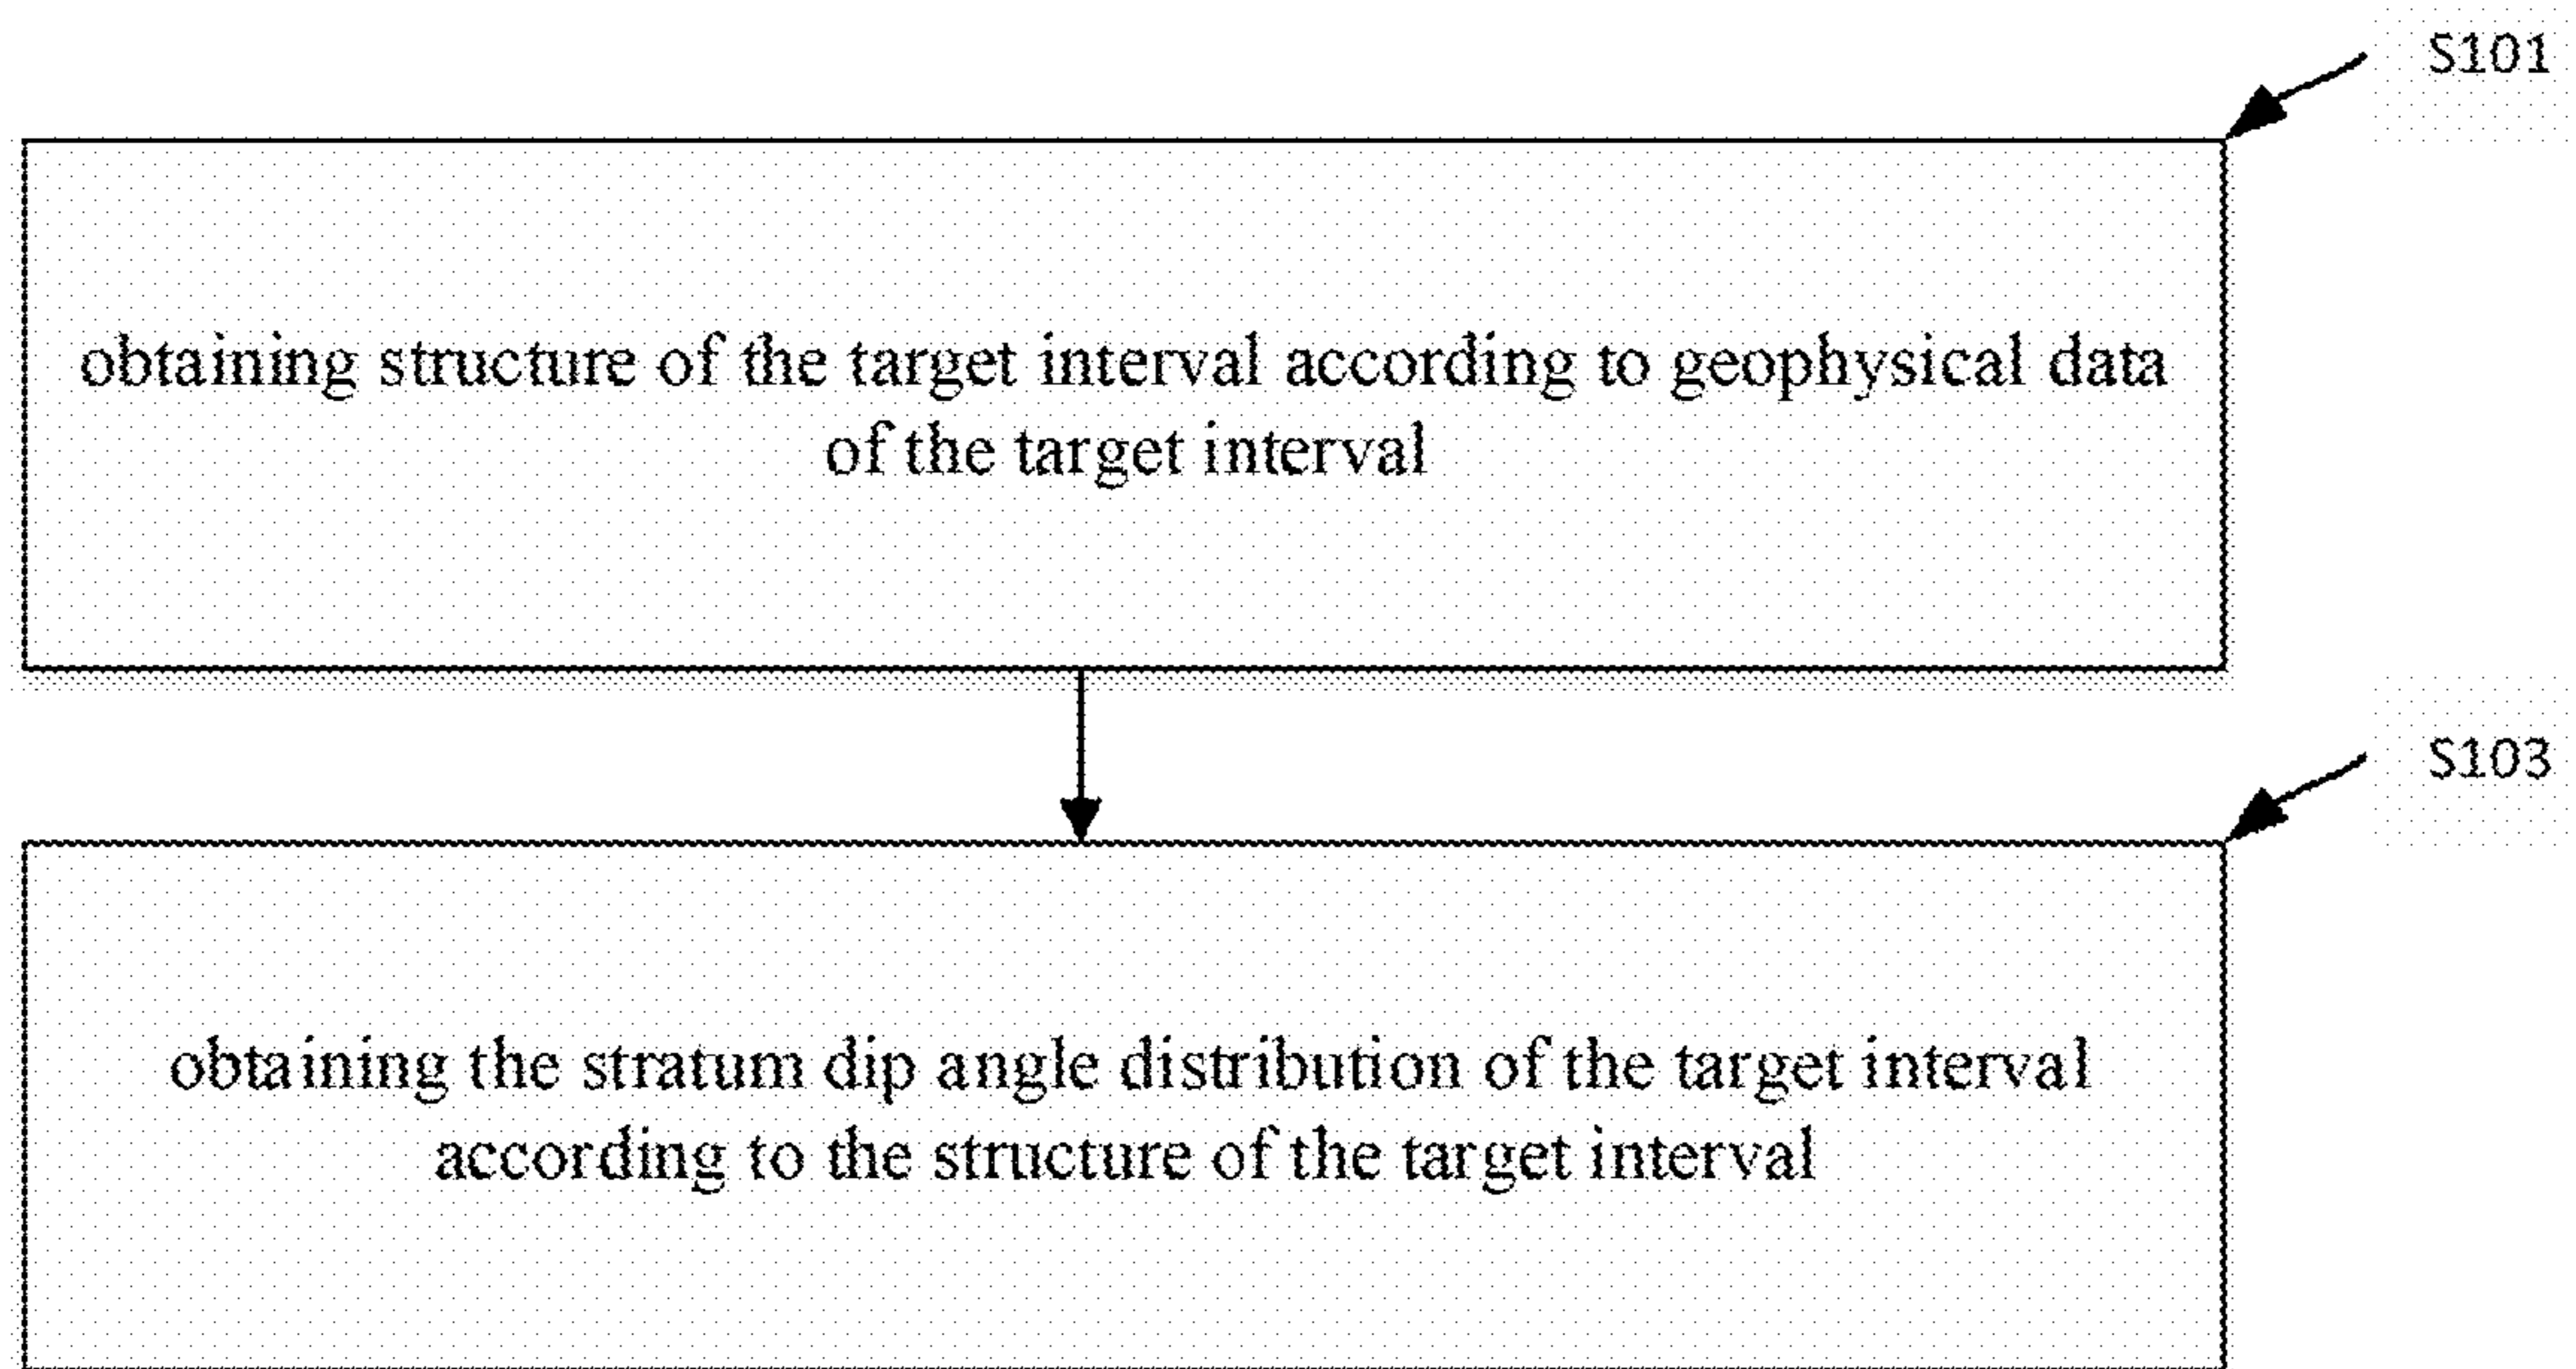 S101
obtaining structure of the target interval according to geophysical data
of the target interval
S103
obtaining the stratum dip angle distribution of the target interval
according to the structure of the target interval